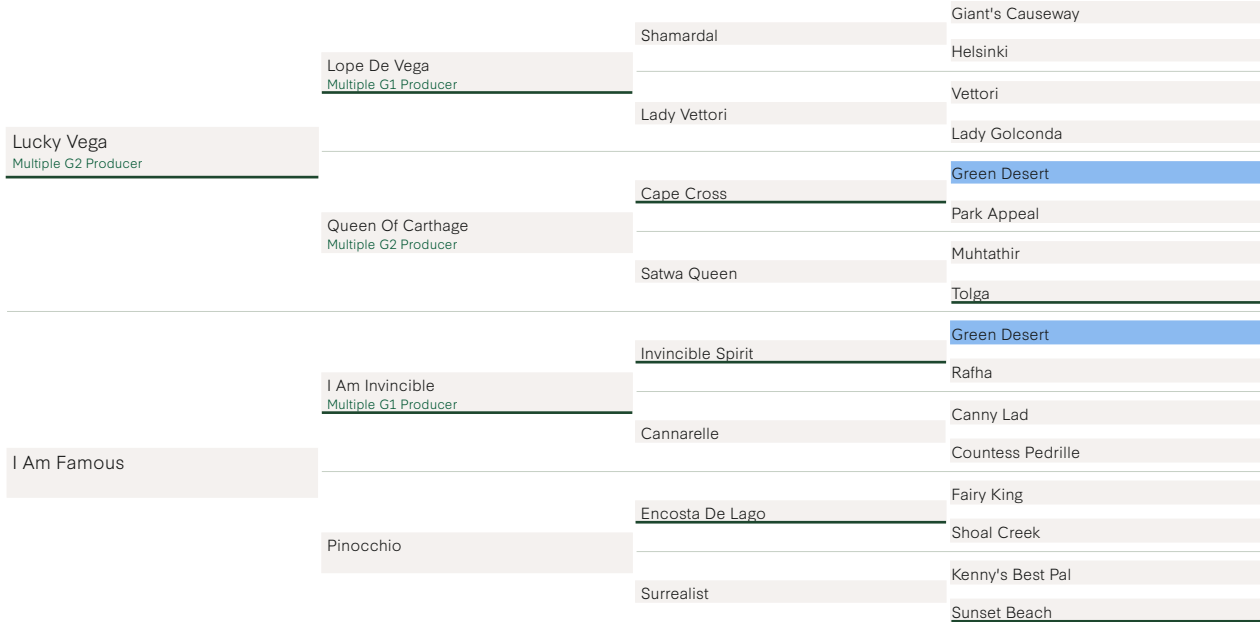 Lucky Vega
Multiple G2 Producer
I Am Famous
Lope De Vega
Multiple G1 Producer
Queen Of Carthage
Multiple G2 Producer
I Am Invincible
Multiple G1 Producer
Pinocchio
Shamardal
Lady Vettori
Cape Cross
Satwa Queen
Invincible Spirit
Cannarelle
Encosta De Lago
Surrealist
Giant's Causeway
Helsinki
Vettori
Lady Golconda
Green Desert
Park Appeal
Muhtathir
Tolga
Green Desert
Rafha
Canny Lad
Countess Pedrille
Fairy King
Shoal Creek
Kenny's Best Pal
Sunset Beach